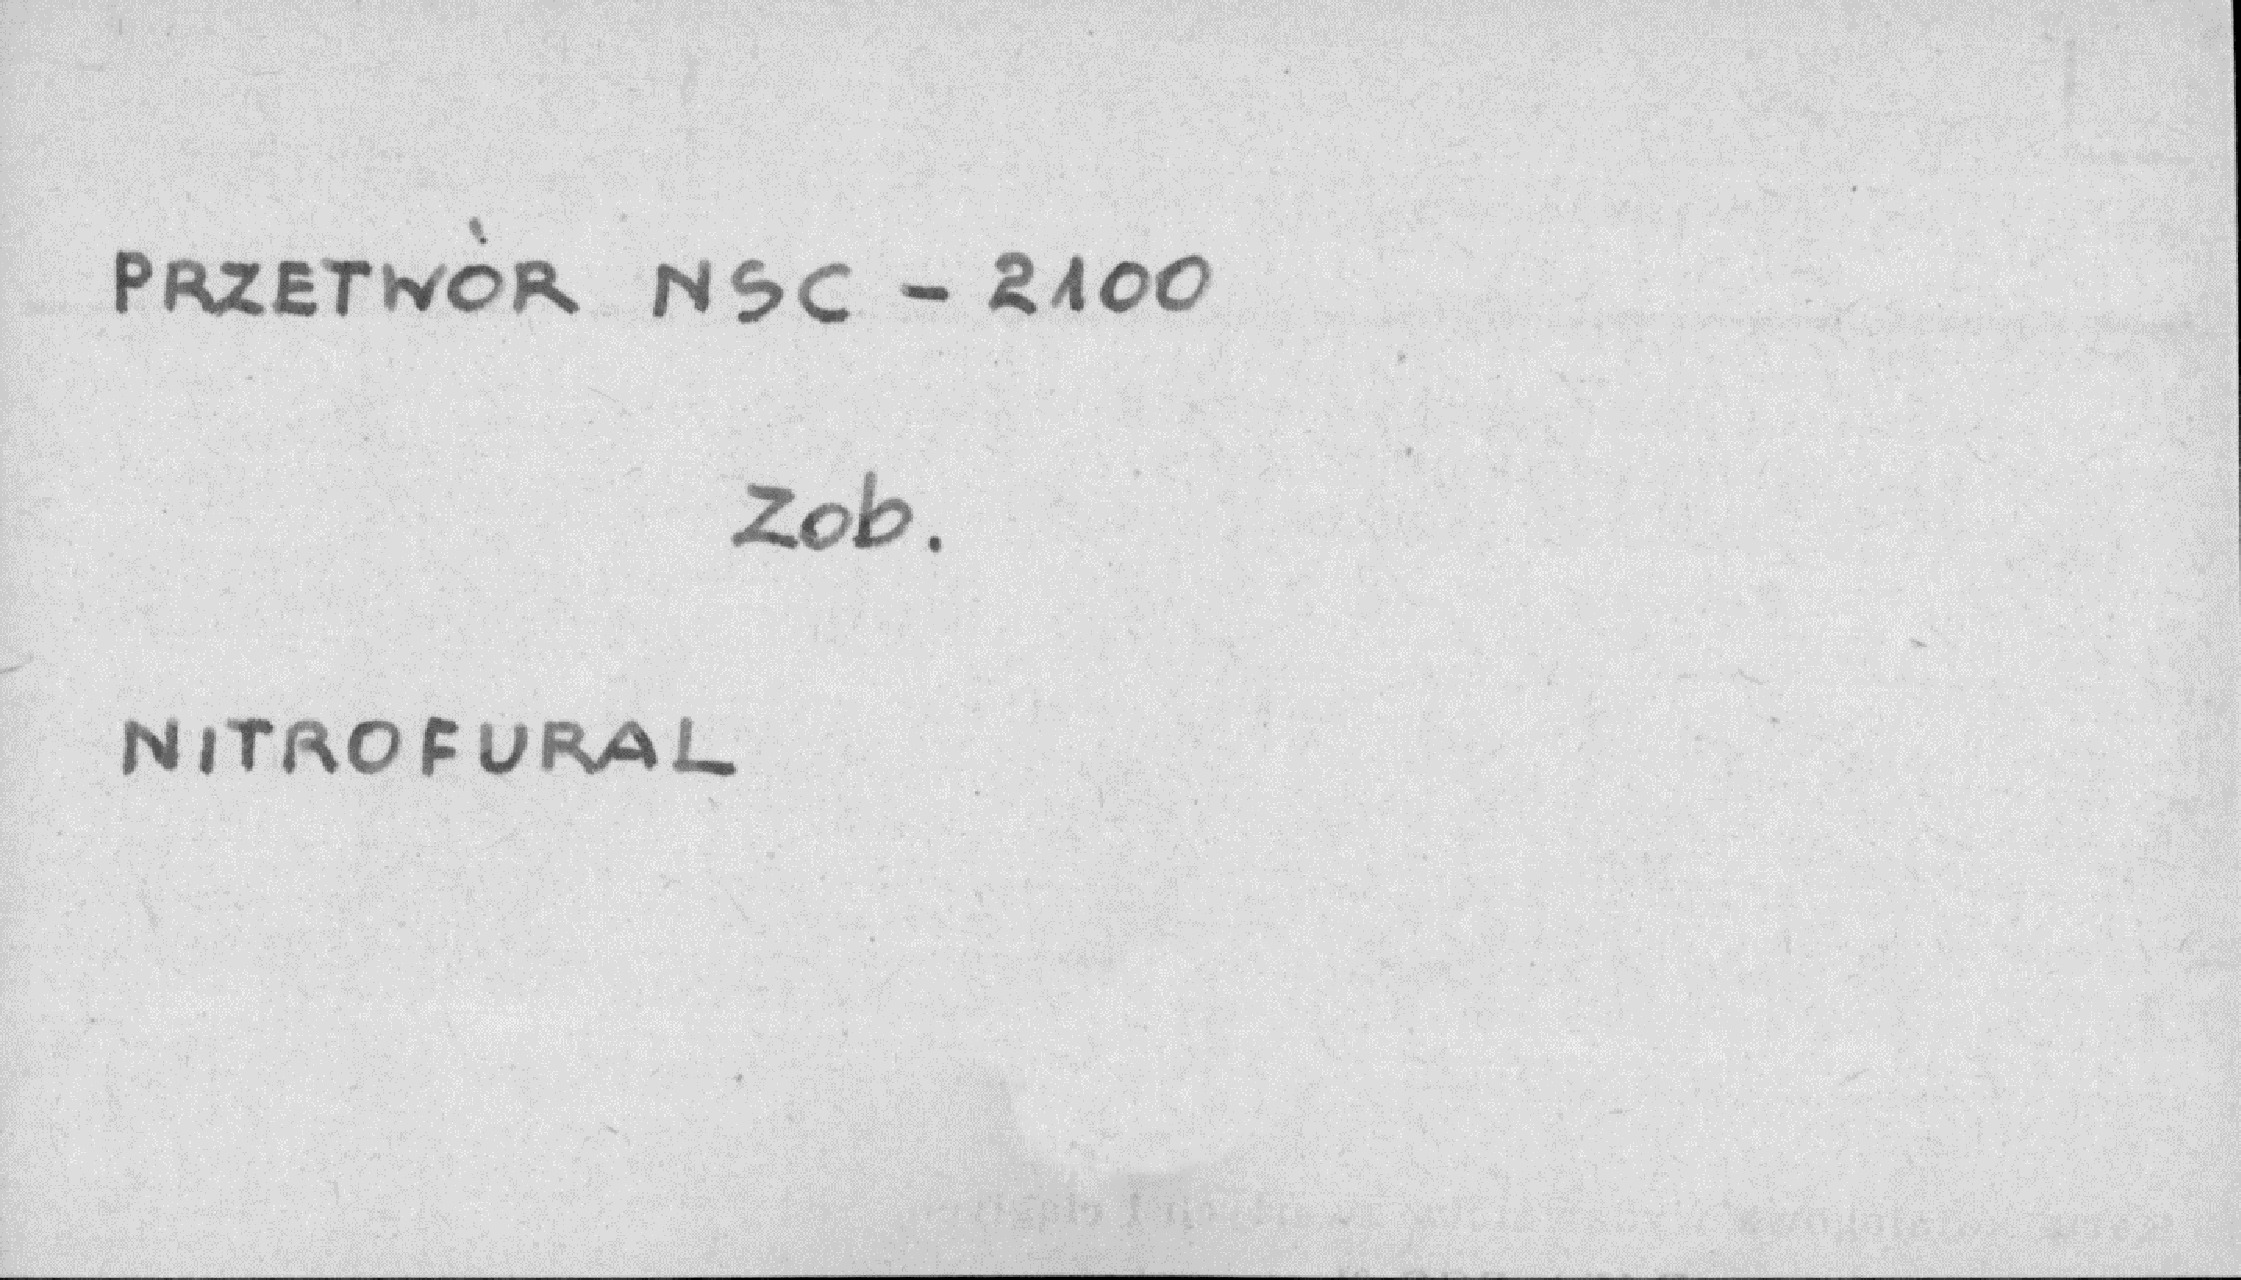 PRZETWÓR NSC - 2100
Zob.
NITROFURAL